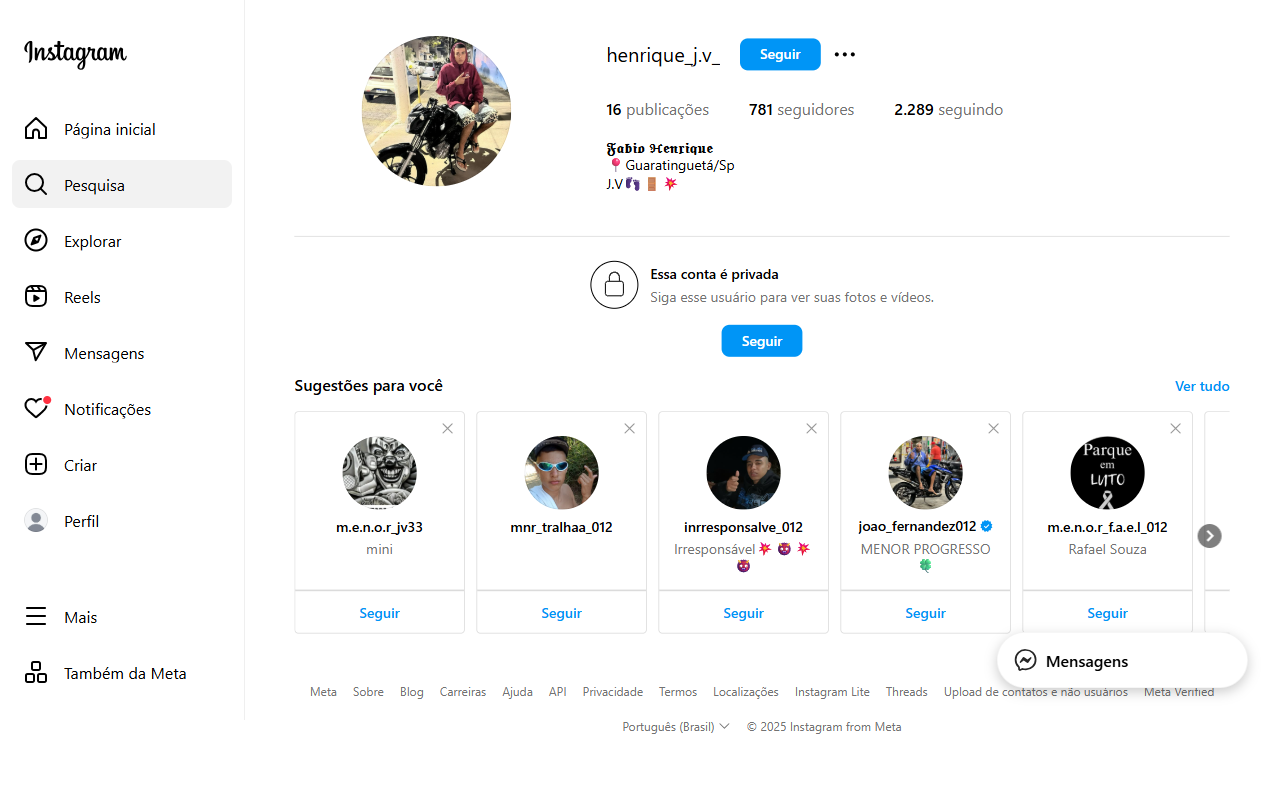 Instagram
Página inicial
Pesquisa
Explorar
Reels
Mensagens
Notificações
Criar
Perfil
Mais
Também da Meta
henrique_j.v_
Seguir
16 publicações 781 seguidores 2.289 seguindo
𝕱𝖆𝖇𝖎𝖔 𝕳𝖊𝖓𝖗𝖎𝖖𝖚𝖊
📍Guaratinguetá/Sp
J.V👣🚪💥
Essa conta é privada
Siga esse usuário para ver suas fotos e vídeos.
Seguir
Sugestões para você
Ver tudo
m.e.n.o.r_jv33
mini
Seguir
mnr_tralhaa_012
Seguir
inrresponsalve_012
Irresponsável💥👿💥
👿
Seguir
joao_fernandez012
MENOR PROGRESSO
🍀
Seguir
Parque
em
LUTO
m.e.n.o.r_f.a.e.l_012
Rafael Souza
Seguir
Mensagens
Meta Sobre Blog Carreiras Ajuda API Privacidade Termos Localizações Instagram Lite Threads Upload de contatos e não usuários Meta Verified
Português (Brasil) © 2025 Instagram from Meta